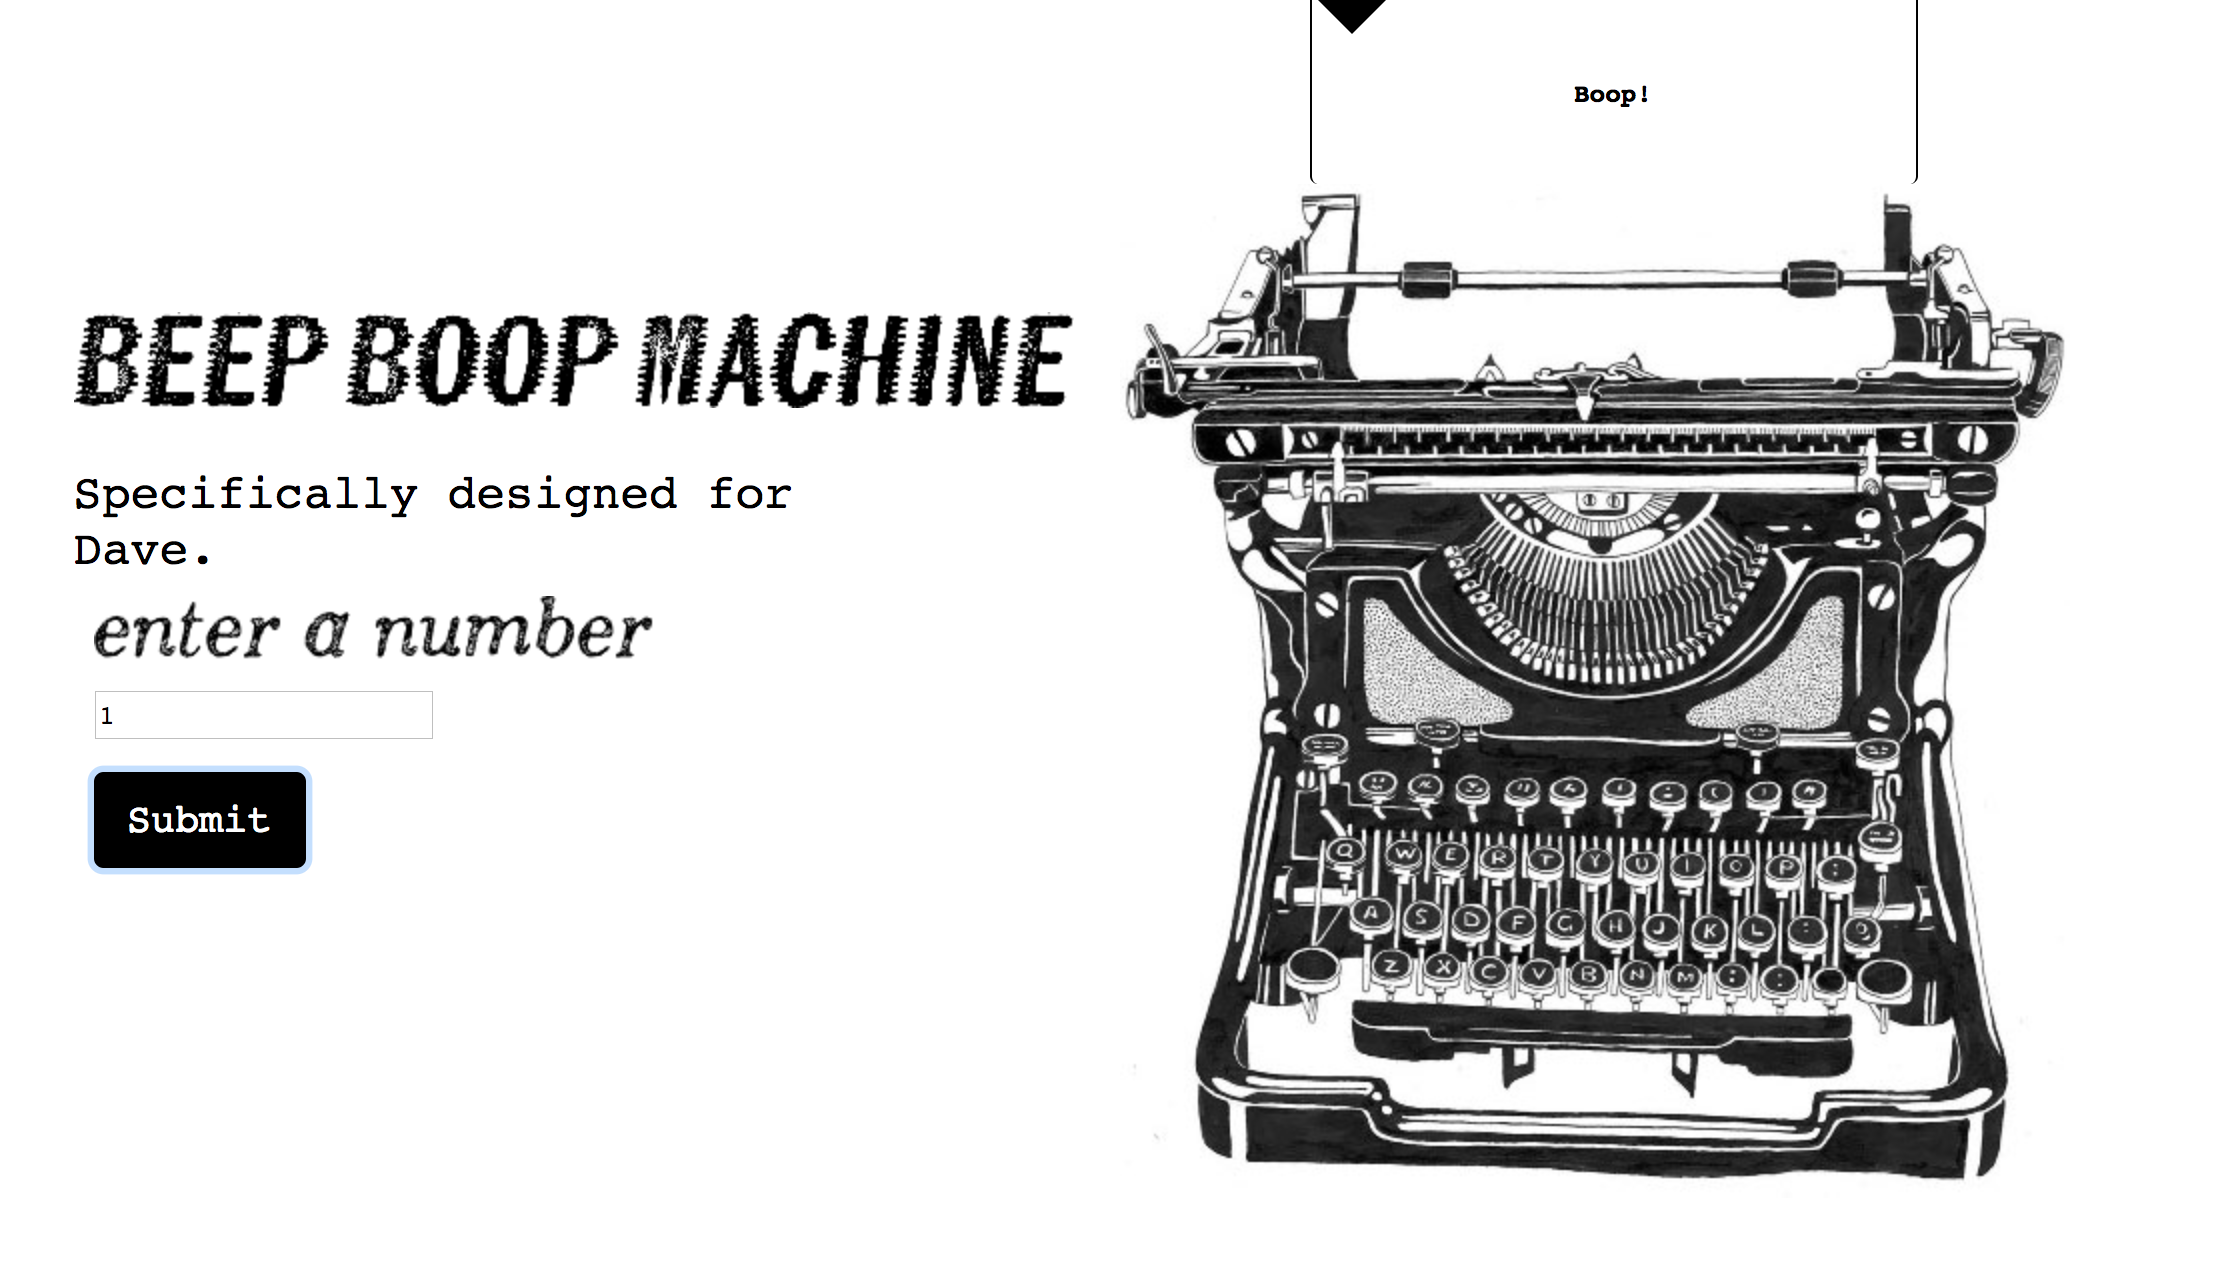 Boop!
BEEP BOOP MACHINE
Specifically designed for
Dave.
enter a number
1
Submit
Q W E R T Y U I O P :
A S D F G H J K L :
Z X C V B N M : :